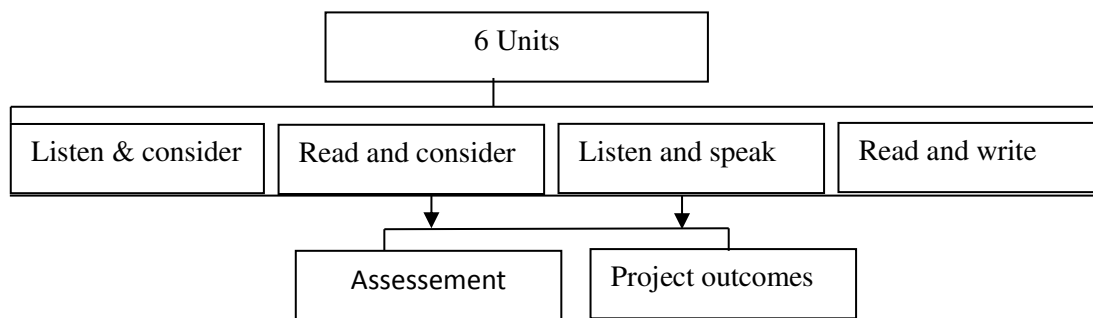 6 Units
Listen & consider
Read and consider
Listen and speak
Read and write
Assessement
Project outcomes